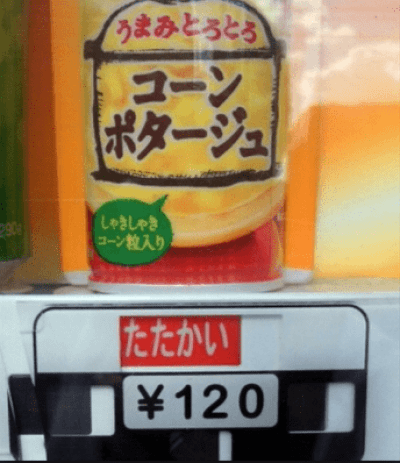 うまみとろとろ
コーン
ポタージュ
しゃきしゃき
コーン粒入り
290g
たたかい
¥120